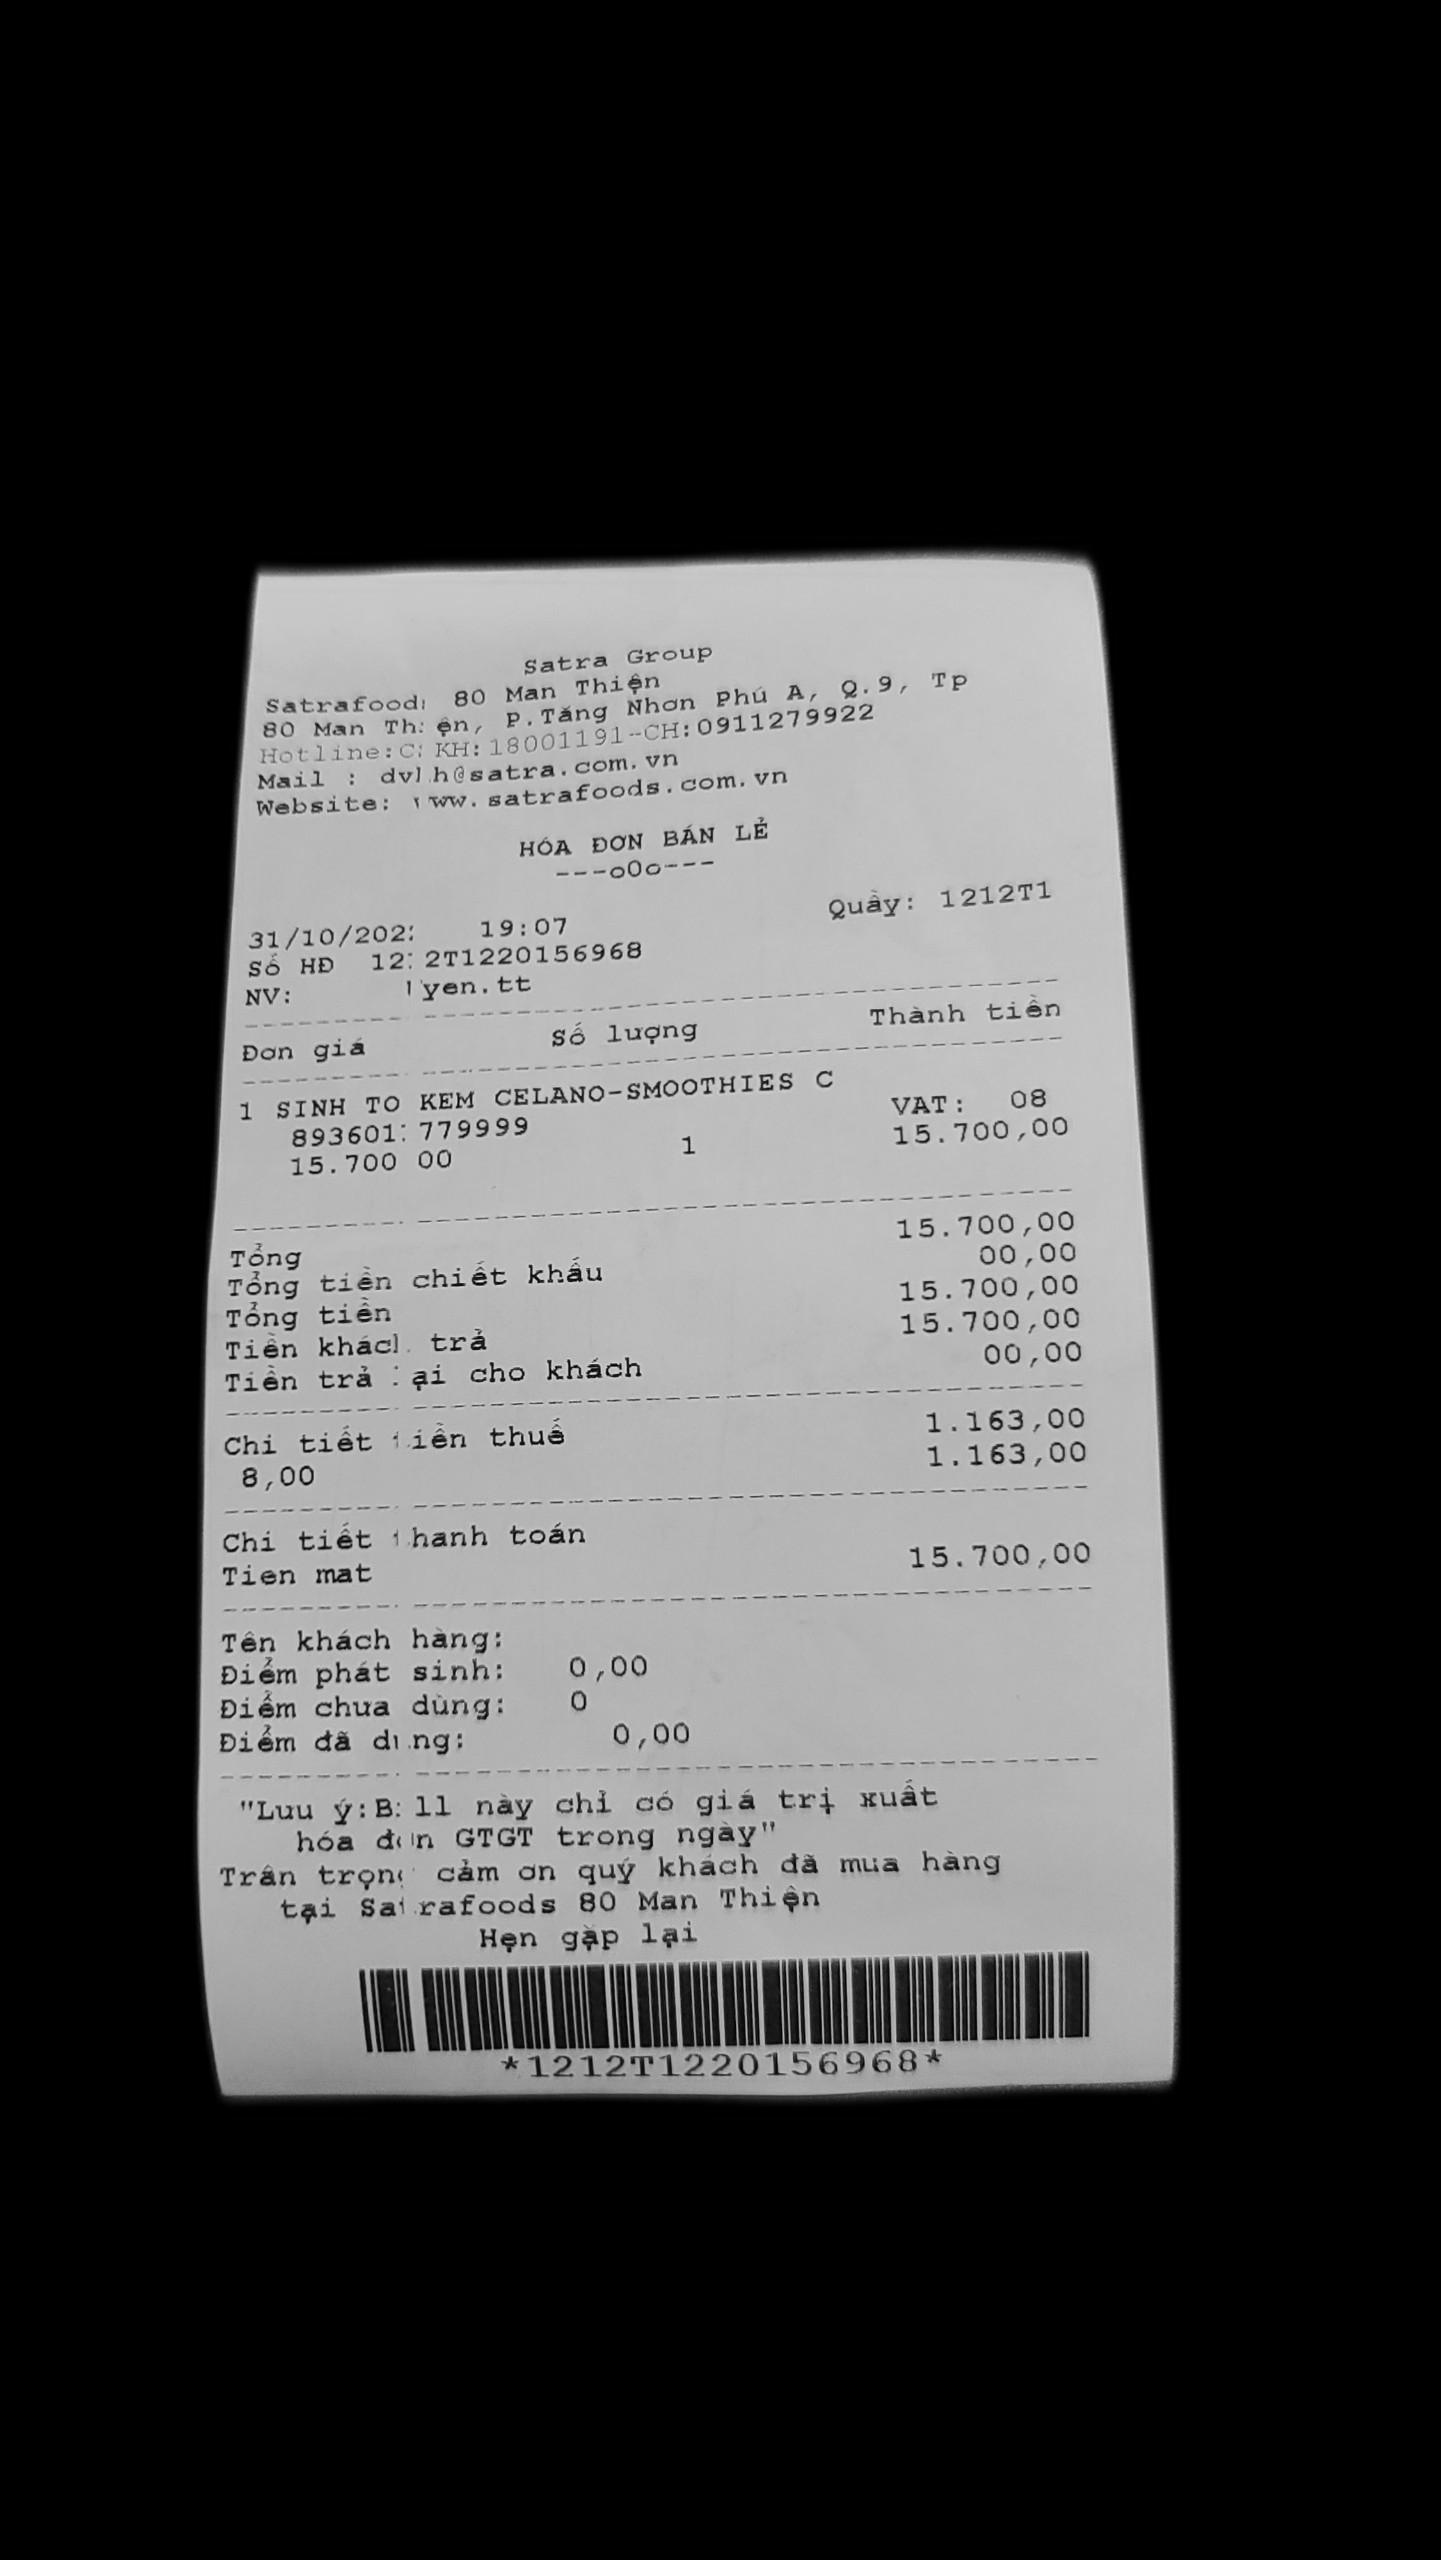 Satra Group
Satrafoods 80 Man Thiện
80 Man Thiện, P.Tăng Nhơn Phú A, Q.9, Tp
Hotline:CSKH:18001191-CH:0911279922
Mail : dvkh@satra.com.vn
Website: www.satrafoods.com.vn
HÓA ĐƠN BÁN LẺ
---oOo---
31/10/2022 19:07 Quầy: 1212T1
Số HĐ 1212T1220156968
NV: yen.tt
Đơn giá Số lượng Thành tiền
1 SINH TO KEM CELANO-SMOOTHIES C
779999 VAT: 08
15.700,00 1 15.700,00
Tổng 15.700,00
Tổng tiền chiết khấu 00,00
Tổng tiền 15.700,00
Tiền khách trả 15.700,00
Tiền trả lại cho khách 00,00
Chi tiết tiền thuế 1.163,00
8,00 1.163,00
Chi tiết thanh toán
Tien mat 15.700,00
Tên khách hàng:
Điểm phát sinh: 0,00
Điểm chưa dùng: 0
Điểm đã dùng: 0,00
"Lưu ý:Bill này chỉ có giá trị xuất
hóa đơn GTGT trong ngày"
Trân trọng cảm ơn quý khách đã mua hàng
tại Satrafoods 80 Man Thiện
Hẹn gặp lại
*1212T1220156968*